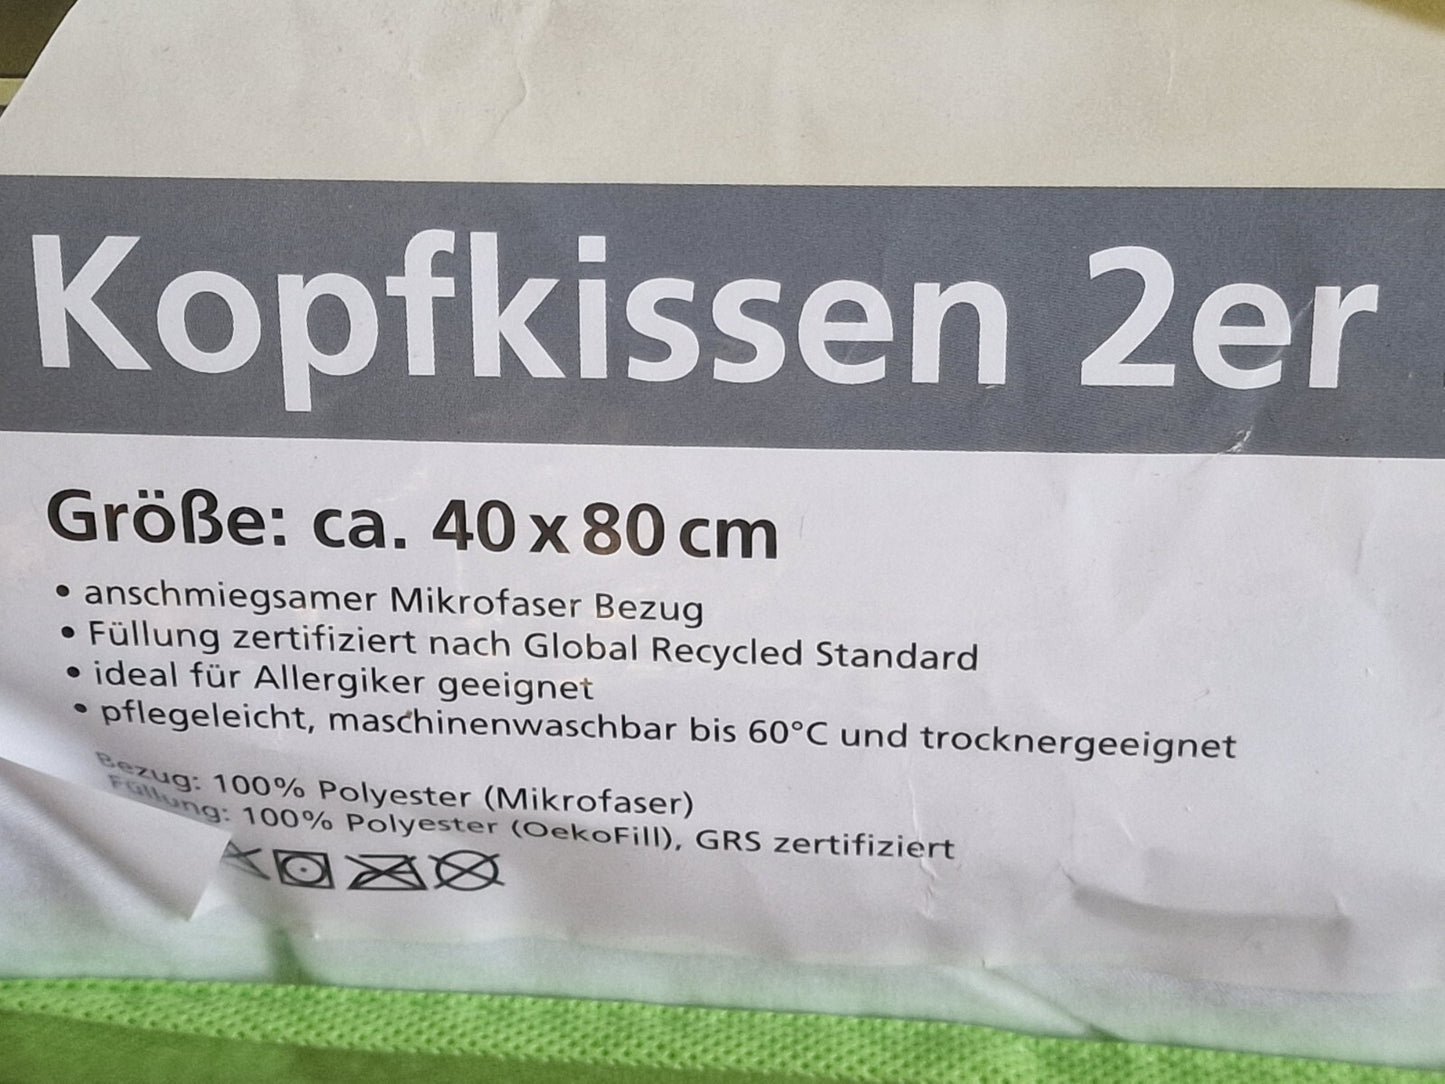 Kopfkissen 2er
Größe: ca. 40 x 80 cm
• anschmiegsamer Mikrofaser Bezug
• Füllung zertifiziert nach Global Recycled Standard
• ideal für Allergiker geeignet
• pflegeleicht, maschinenwaschbar bis 60°C und trocknergeeignet
Bezug: 100% Polyester (Mikrofaser)
Füllung: 100% Polyester (OekoFill), GRS zertifiziert